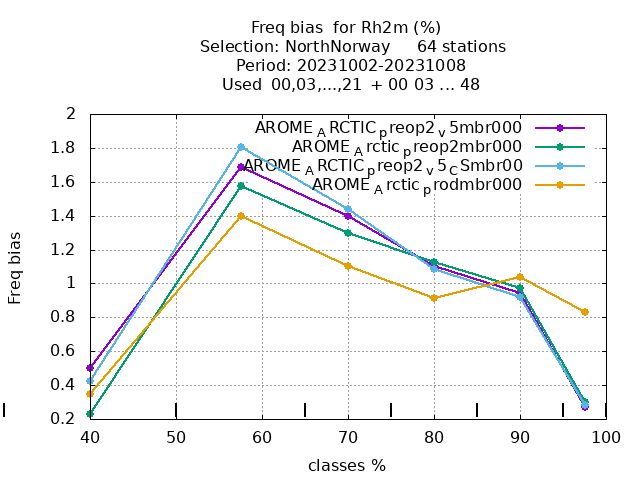 Freq bias  for Rh2m (%)
Selection: NorthNorway     64 stations
Period: 20231002-20231008
Used  00,03,...,21  + 00 03 ... 48
AROME_ARCTIC_preop2_v5mbr000
AROME_Arctic_preop2mbr000
AROME_ARCTIC_preop2_v5_CSmbr00
AROME_Arctic_prodmbr000
2
1.8
1.6
1.4
1.2
1
0.8
0.6
0.4
0.2
Freq bias
40 50 60 70 80 90 100
classes %